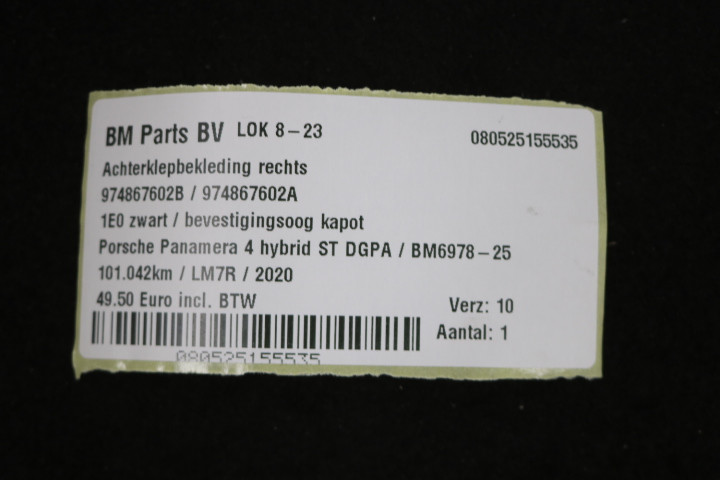 BM Parts BV LOK 8-23 080525155535
Achterklepbekleding rechts
974867602B / 974867602A
1E0 zwart / bevestigingsoog kapot
Porsche Panamera 4 hybrid ST DGPA / BM6978-25
101.042km / LM7R / 2020
49.50 Euro incl. BTW Verz: 10
Aantal: 1
080525155535